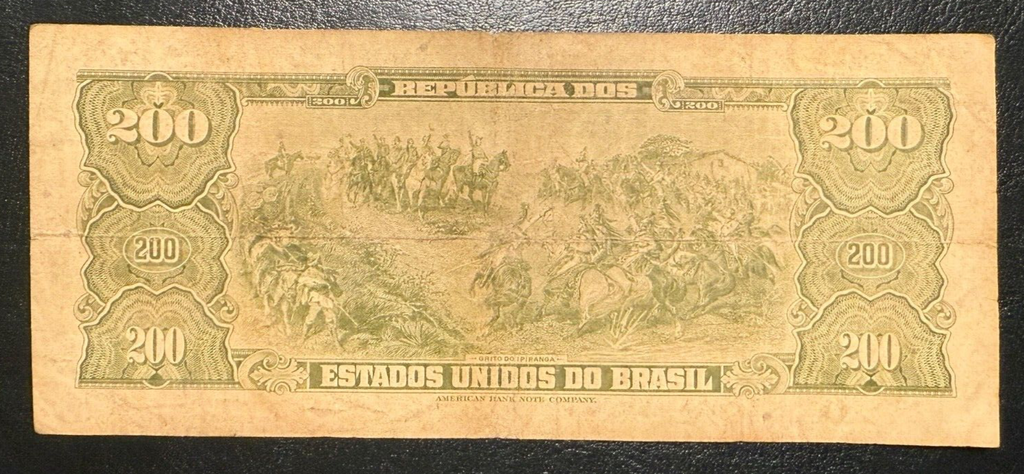 REPÚBLICA DOS
200 200
200 200
200 200
200 200
GRITO DO IPIRANGA
ESTADOS UNIDOS DO BRASIL
AMERICAN BANK NOTE COMPANY.